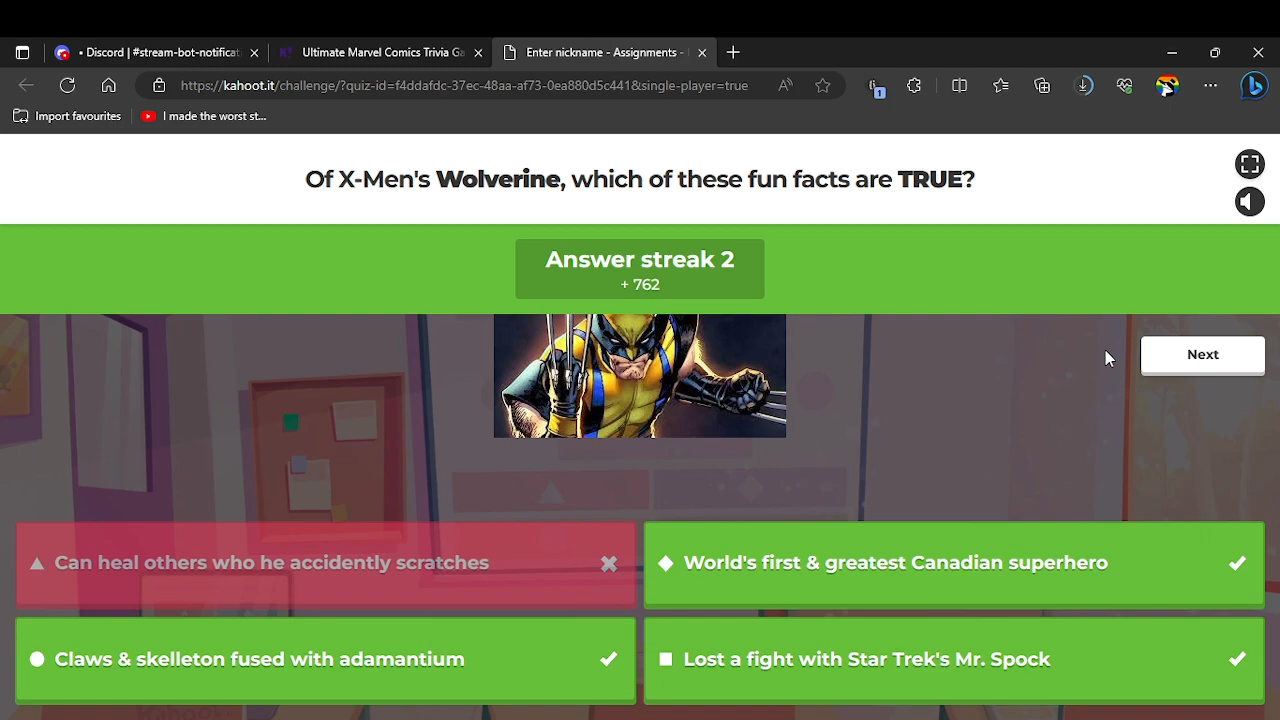 • Discord | #stream-bot-notificat
Ultimate Marvel Comics Trivia Ga
Enter nickname - Assignments -
https://kahoot.it/challenge/?quiz-id=f4ddafdc-37ec-48aa-af73-0ea880d5c441&single-player=true
1
Import favourites
I made the worst st...
Of X-Men's Wolverine, which of these fun facts are TRUE?
Answer streak 2
+ 762
Next
Can heal others who he accidently scratches
World's first & greatest Canadian superhero
Claws & skelleton fused with adamantium
Lost a fight with Star Trek's Mr. Spock